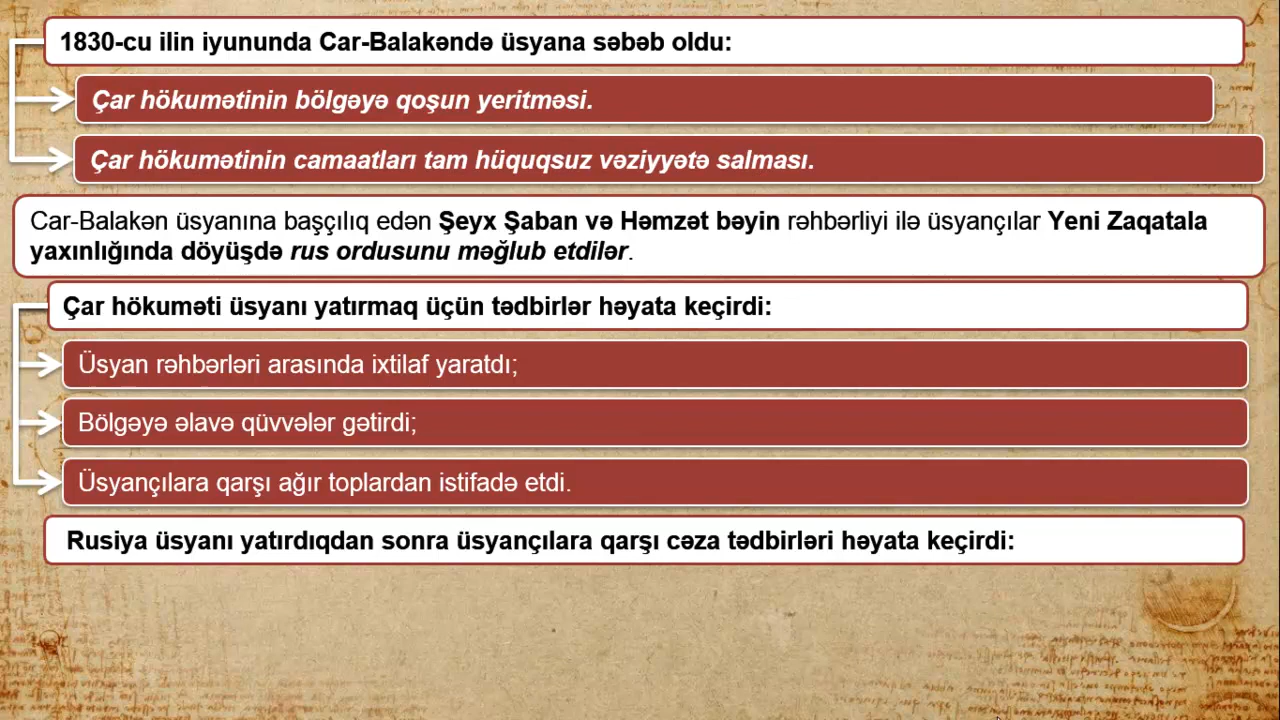 1830-cu ilin iyununda Car-Balakəndə üsyana səbəb oldu:
Çar hökumətinin bölgəyə qoşun yeritməsi.
Çar hökumətinin camaatları tam hüquqsuz vəziyyətə salması.
Car-Balakən üsyanına başçılıq edən Şeyx Şaban və Həmzət bəyin rəhbərliyi ilə üsyançılar Yeni Zaqatala
yaxınlığında döyüşdə rus ordusunu məğlub etdilər.
Çar hökuməti üsyanı yatırmaq üçün tədbirlər həyata keçirdi:
Üsyan rəhbərləri arasında ixtilaf yaratdı;
Bölgəyə əlavə qüvvələr gətirdi;
Üsyançılara qarşı ağır toplardan istifadə etdi.
Rusiya üsyanı yatırdıqdan sonra üsyançılara qarşı cəza tədbirləri həyata keçirdi: